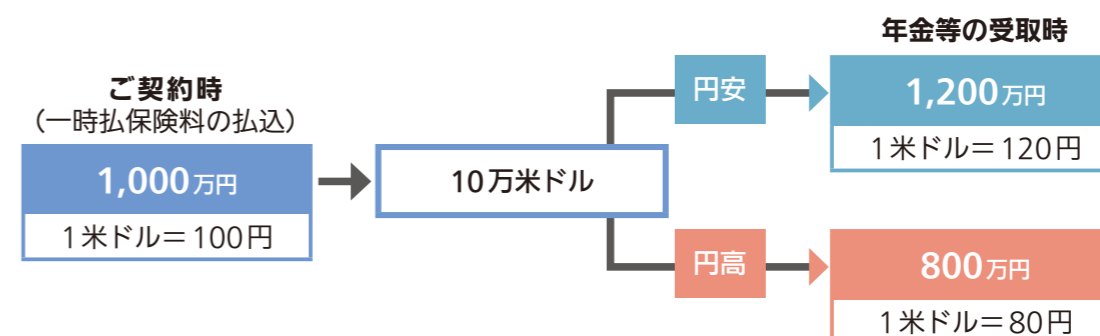 ご契約時
（一時払保険料の払込）
1,000万円
1米ドル＝100円
10万米ドル
円安
円高
年金等の受取時
1,200万円
1米ドル＝120円
800万円
1米ドル＝80円